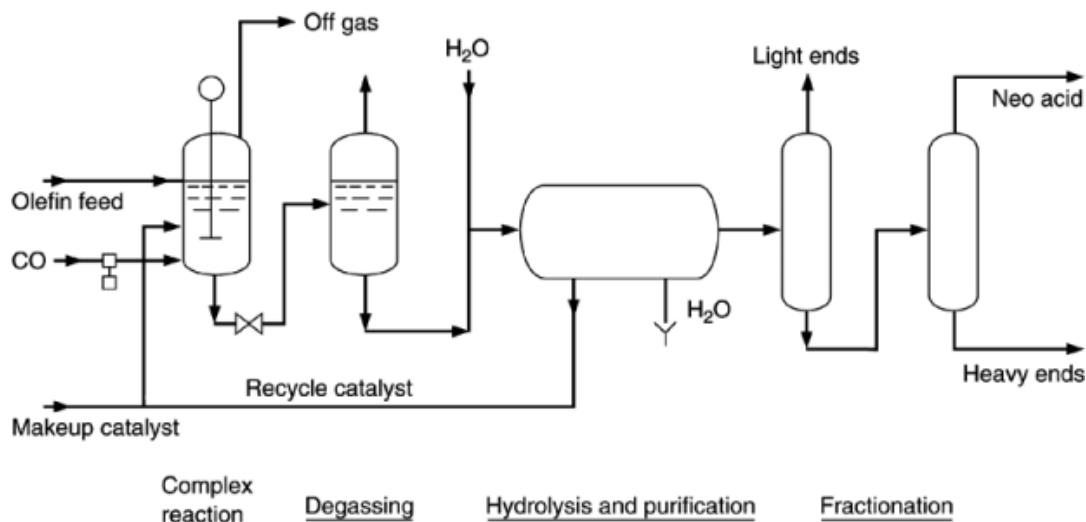 Off gas
H₂O
Light ends
Neo acid
Olefin feed
CO
H₂O
Recycle catalyst
Heavy ends
Makeup catalyst
Complex
reaction
Degassing
Hydrolysis and purification
Fractionation